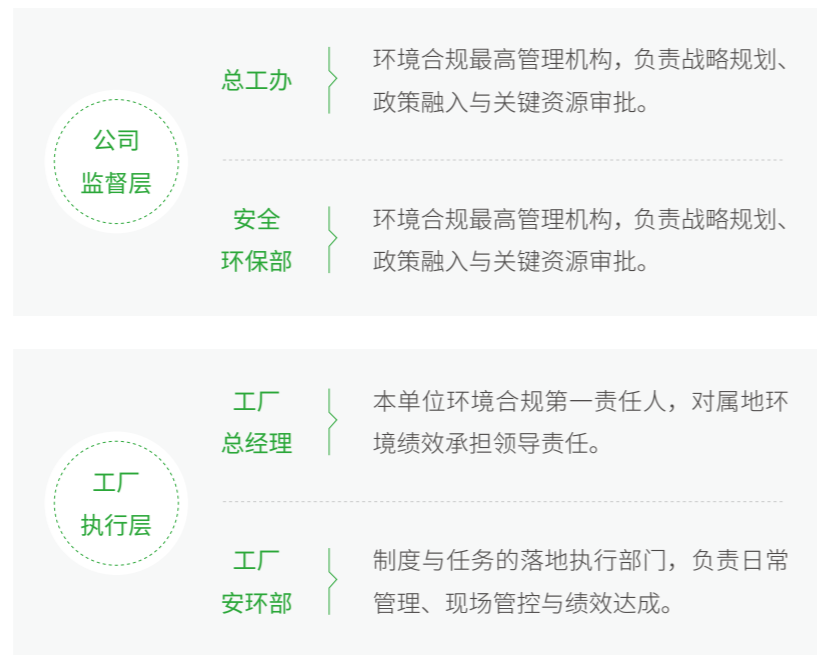 公司
监督层
总工办
环境合规最高管理机构，负责战略规划、
政策融入与关键资源审批。
安全
环保部
环境合规最高管理机构，负责战略规划、
政策融入与关键资源审批。
工厂
执行层
工厂
总经理
本单位环境合规第一责任人，对属地环
境绩效承担领导责任。
工厂
安环部
制度与任务的落地执行部门，负责日常
管理、现场管控与绩效达成。